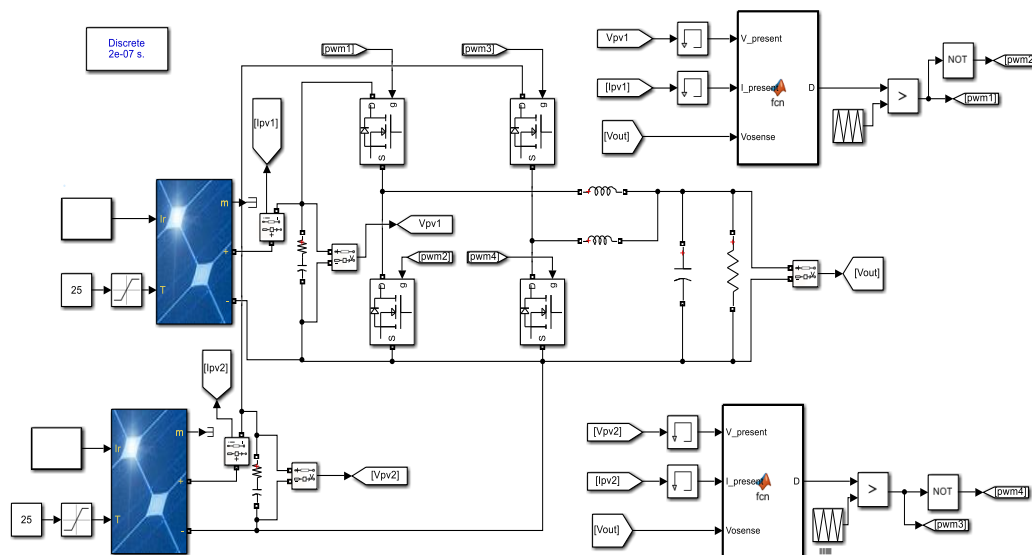 Discrete
2e-07 s.
[pwm1]
[pwm3]
Vpv1
V_present
[Ipv1]
I_present
fcn
D
>
NOT
[pwm2]
[pwm1]
[Vout]
Vosense
[Ipv1]
D
g
S
D
g
S
m
Ir
+
T
-
25
Vpv1
[pwm2]
[pwm4]
D
g
S
D
g
S
[Vout]
[Ipv2]
m
Ir
+
T
-
25
[Vpv2]
[Vpv2]
V_present
[Ipv2]
I_present
fcn
D
>
NOT
[pwm4]
[pwm3]
[Vout]
Vosense